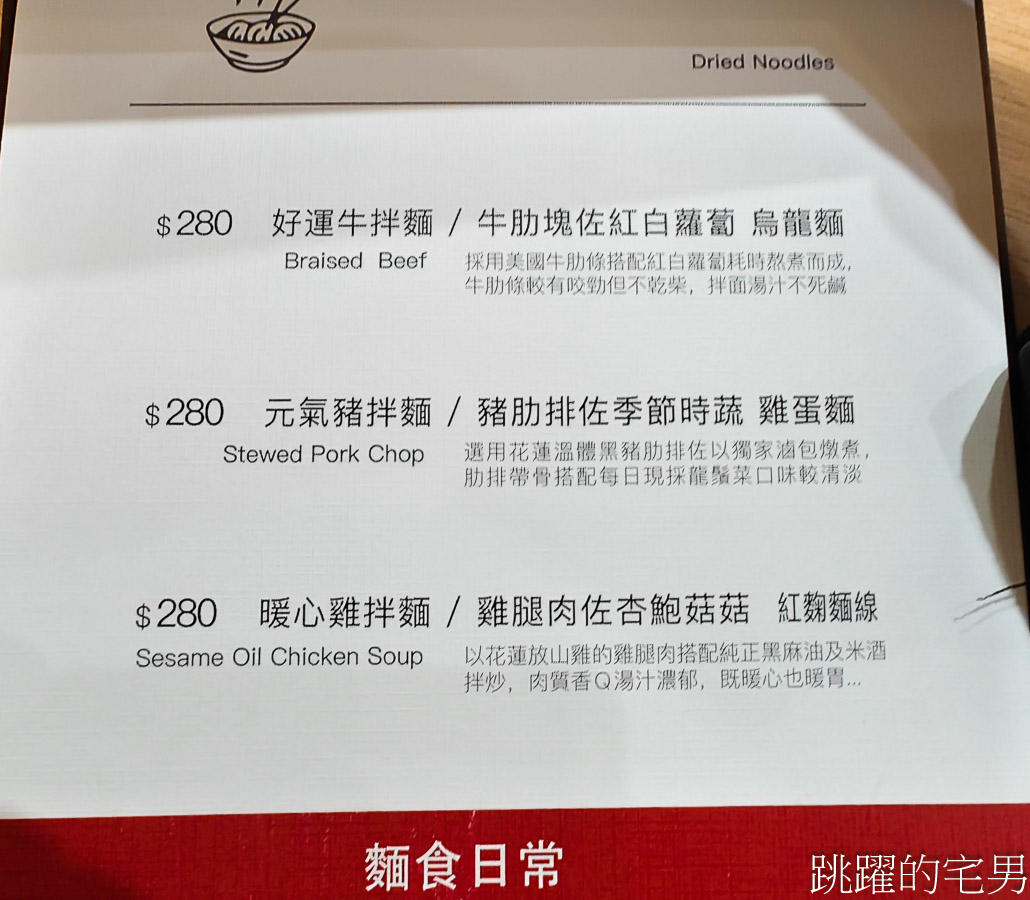 Dried Noodles
$280 好運牛拌麵 / 牛肋塊佐紅白蘿蔔 烏龍麵
Braised Beef
採用美國牛肋條搭配紅白蘿蔔耗時熬煮而成,
牛肋條較有咬勁但不乾柴, 拌面湯汁不死鹹
$280 元氣豬拌麵 / 豬肋排佐季節時蔬 雞蛋麵
Stewed Pork Chop
選用花蓮溫體黑豬肋排佐以獨家滷包燉煮,
肋排帶骨搭配每日現採龍鬚菜口味較清淡
$280 暖心雞拌麵 / 雞腿肉佐杏鮑菇菇 紅麴麵線
Sesame Oil Chicken Soup
以花蓮放山雞的雞腿肉搭配純正黑麻油及米酒
拌炒, 肉質香Q湯汁濃郁, 既暖心也暖胃...
麵食日常
跳躍的宅男